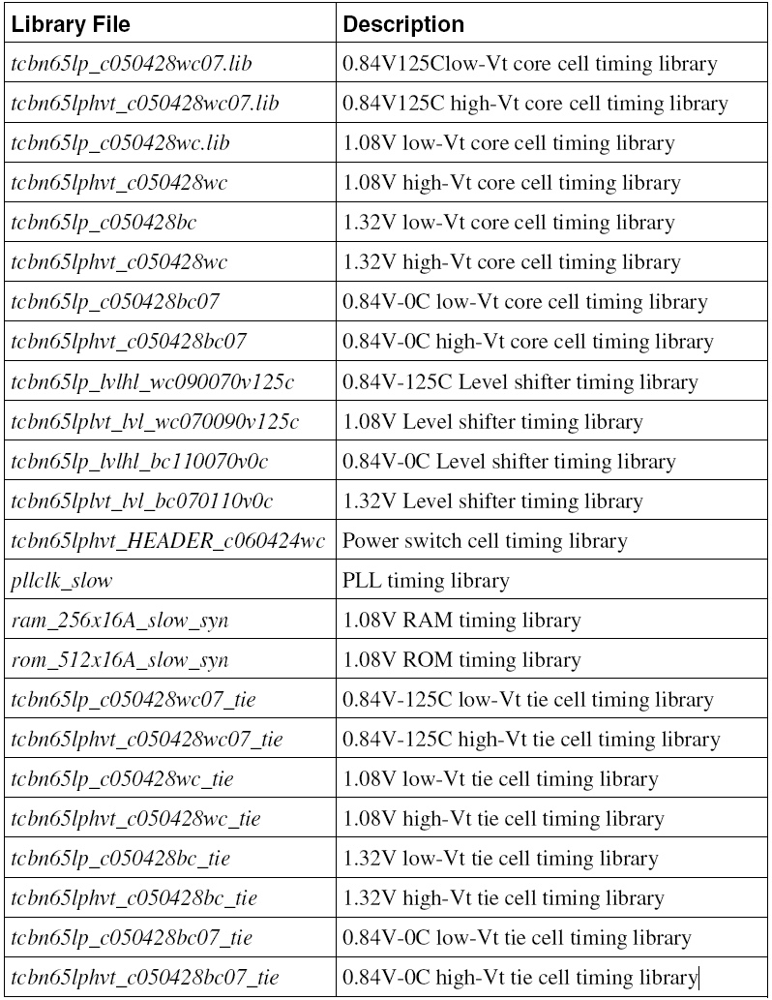 Library File Description
tcbn65lp_c050428wc07.lib 0.84V125Clow-Vt core cell timing library
tcbn65lphvt_c050428wc07.lib 0.84V125C high-Vt core cell timing library
tcbn65lp_c050428wc.lib 1.08V low-Vt core cell timing library
tcbn65lphvt_c050428wc 1.08V high-Vt core cell timing library
tcbn65lp_c050428bc 1.32V low-Vt core cell timing library
tcbn65lphvt_c050428wc 1.32V high-Vt core cell timing library
tcbn65lp_c050428bc07 0.84V-0C low-Vt core cell timing library
tcbn65lphvt_c050428bc07 0.84V-0C high-Vt core cell timing library
tcbn65lp_lvlhl_wc090070v125c 0.84V-125C Level shifter timing library
tcbn65lplvt_lvl_wc070090v125c 1.08V Level shifter timing library
tcbn65lp_lvlhl_bc110070v0c 0.84V-0C Level shifter timing library
tcbn65lplvt_lvl_bc070110v0c 1.32V Level shifter timing library
tcbn65lphvt_HEADER_c060424wc Power switch cell timing library
pllclk_slow PLL timing library
ram_256x16A_slow_syn 1.08V RAM timing library
rom_512x16A_slow_syn 1.08V ROM timing library
tcbn65lp_c050428wc07_tie 0.84V-125C low-Vt tie cell timing library
tcbn65lphvt_c050428wc07_tie 0.84V-125C high-Vt tie cell timing library
tcbn65lp_c050428wc_tie 1.08V low-Vt tie cell timing library
tcbn65lphvt_c050428wc_tie 1.08V high-Vt tie cell timing library
tcbn65lp_c050428bc_tie 1.32V low-Vt tie cell timing library
tcbn65lphvt_c050428bc_tie 1.32V high-Vt tie cell timing library
tcbn65lp_c050428bc07_tie 0.84V-0C low-Vt tie cell timing library
tcbn65lphvt_c050428bc07_tie 0.84V-0C high-Vt tie cell timing library